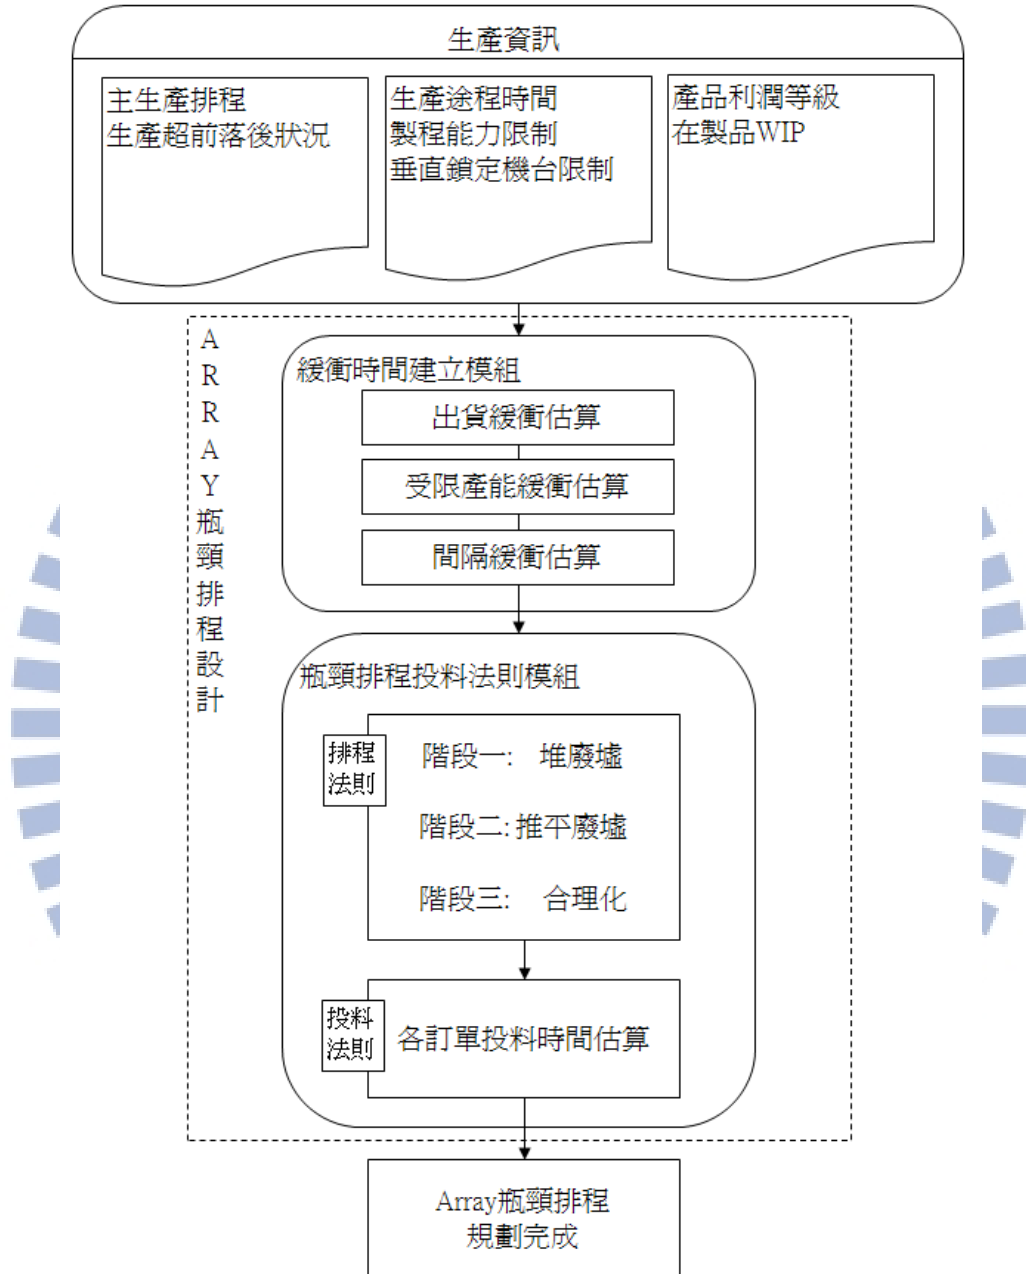 生產資訊
主生產排程
生產超前落後狀況
生產途程時間
製程能力限制
垂直鎖定機台限制
產品利潤等級
在製品WIP
ARRAY瓶頸排程設計
緩衝時間建立模組
出貨緩衝估算
受限產能緩衝估算
間隔緩衝估算
瓶頸排程投料法則模組
排程
法則
階段一: 堆廢墟
階段二: 推平廢墟
階段三: 合理化
投料
法則
各訂單投料時間估算
Array瓶頸排程
規劃完成